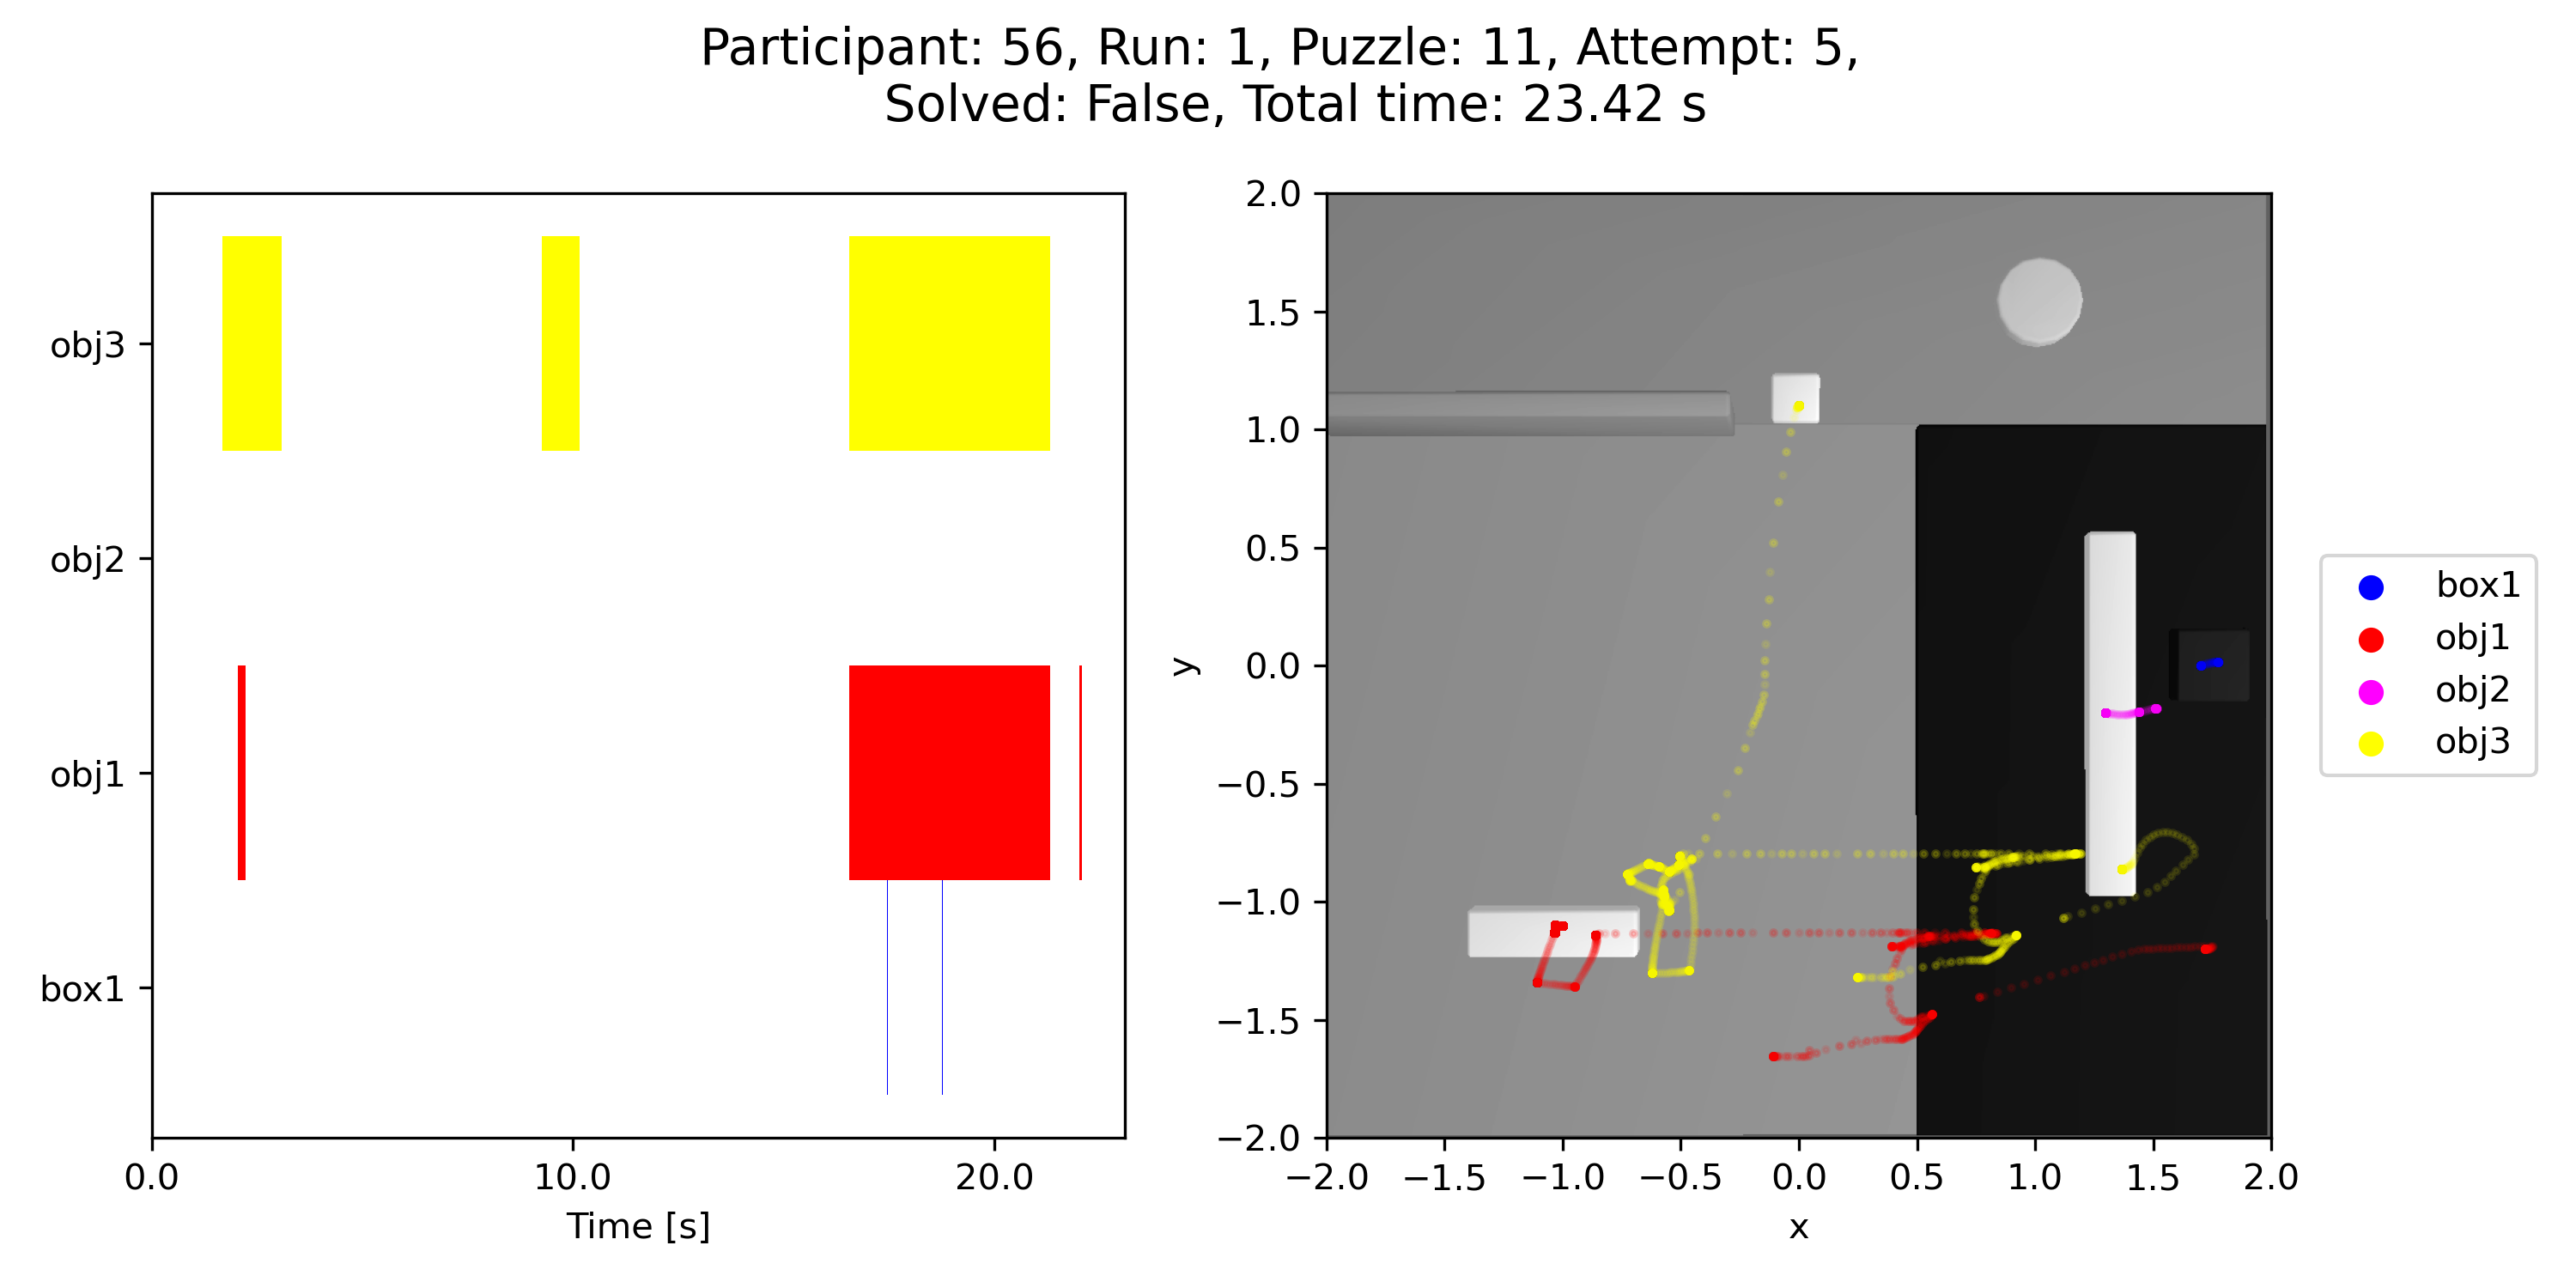 Participant: 56, Run: 1, Puzzle: 11, Attempt: 5,
Solved: False, Total time: 23.42 s
obj3
obj2
obj1
box1
0.0
10.0
20.0
Time [s]
2.0
1.5
1.0
0.5
0.0
−0.5
−1.0
−1.5
−2.0
y
−2.0
−1.5
−1.0
−0.5
0.0
0.5
1.0
1.5
2.0
x
box1
obj1
obj2
obj3